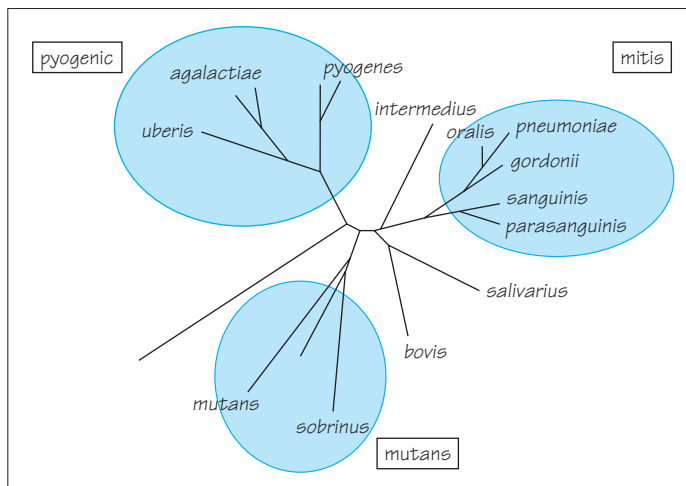 pyogenic
mitis
agalactiae
pyogenes
intermedius
uberis
oralis
pneumoniae
gordonii
sanguinis
parasanguinis
salivarius
bovis
mutans
sobrinus
mutans